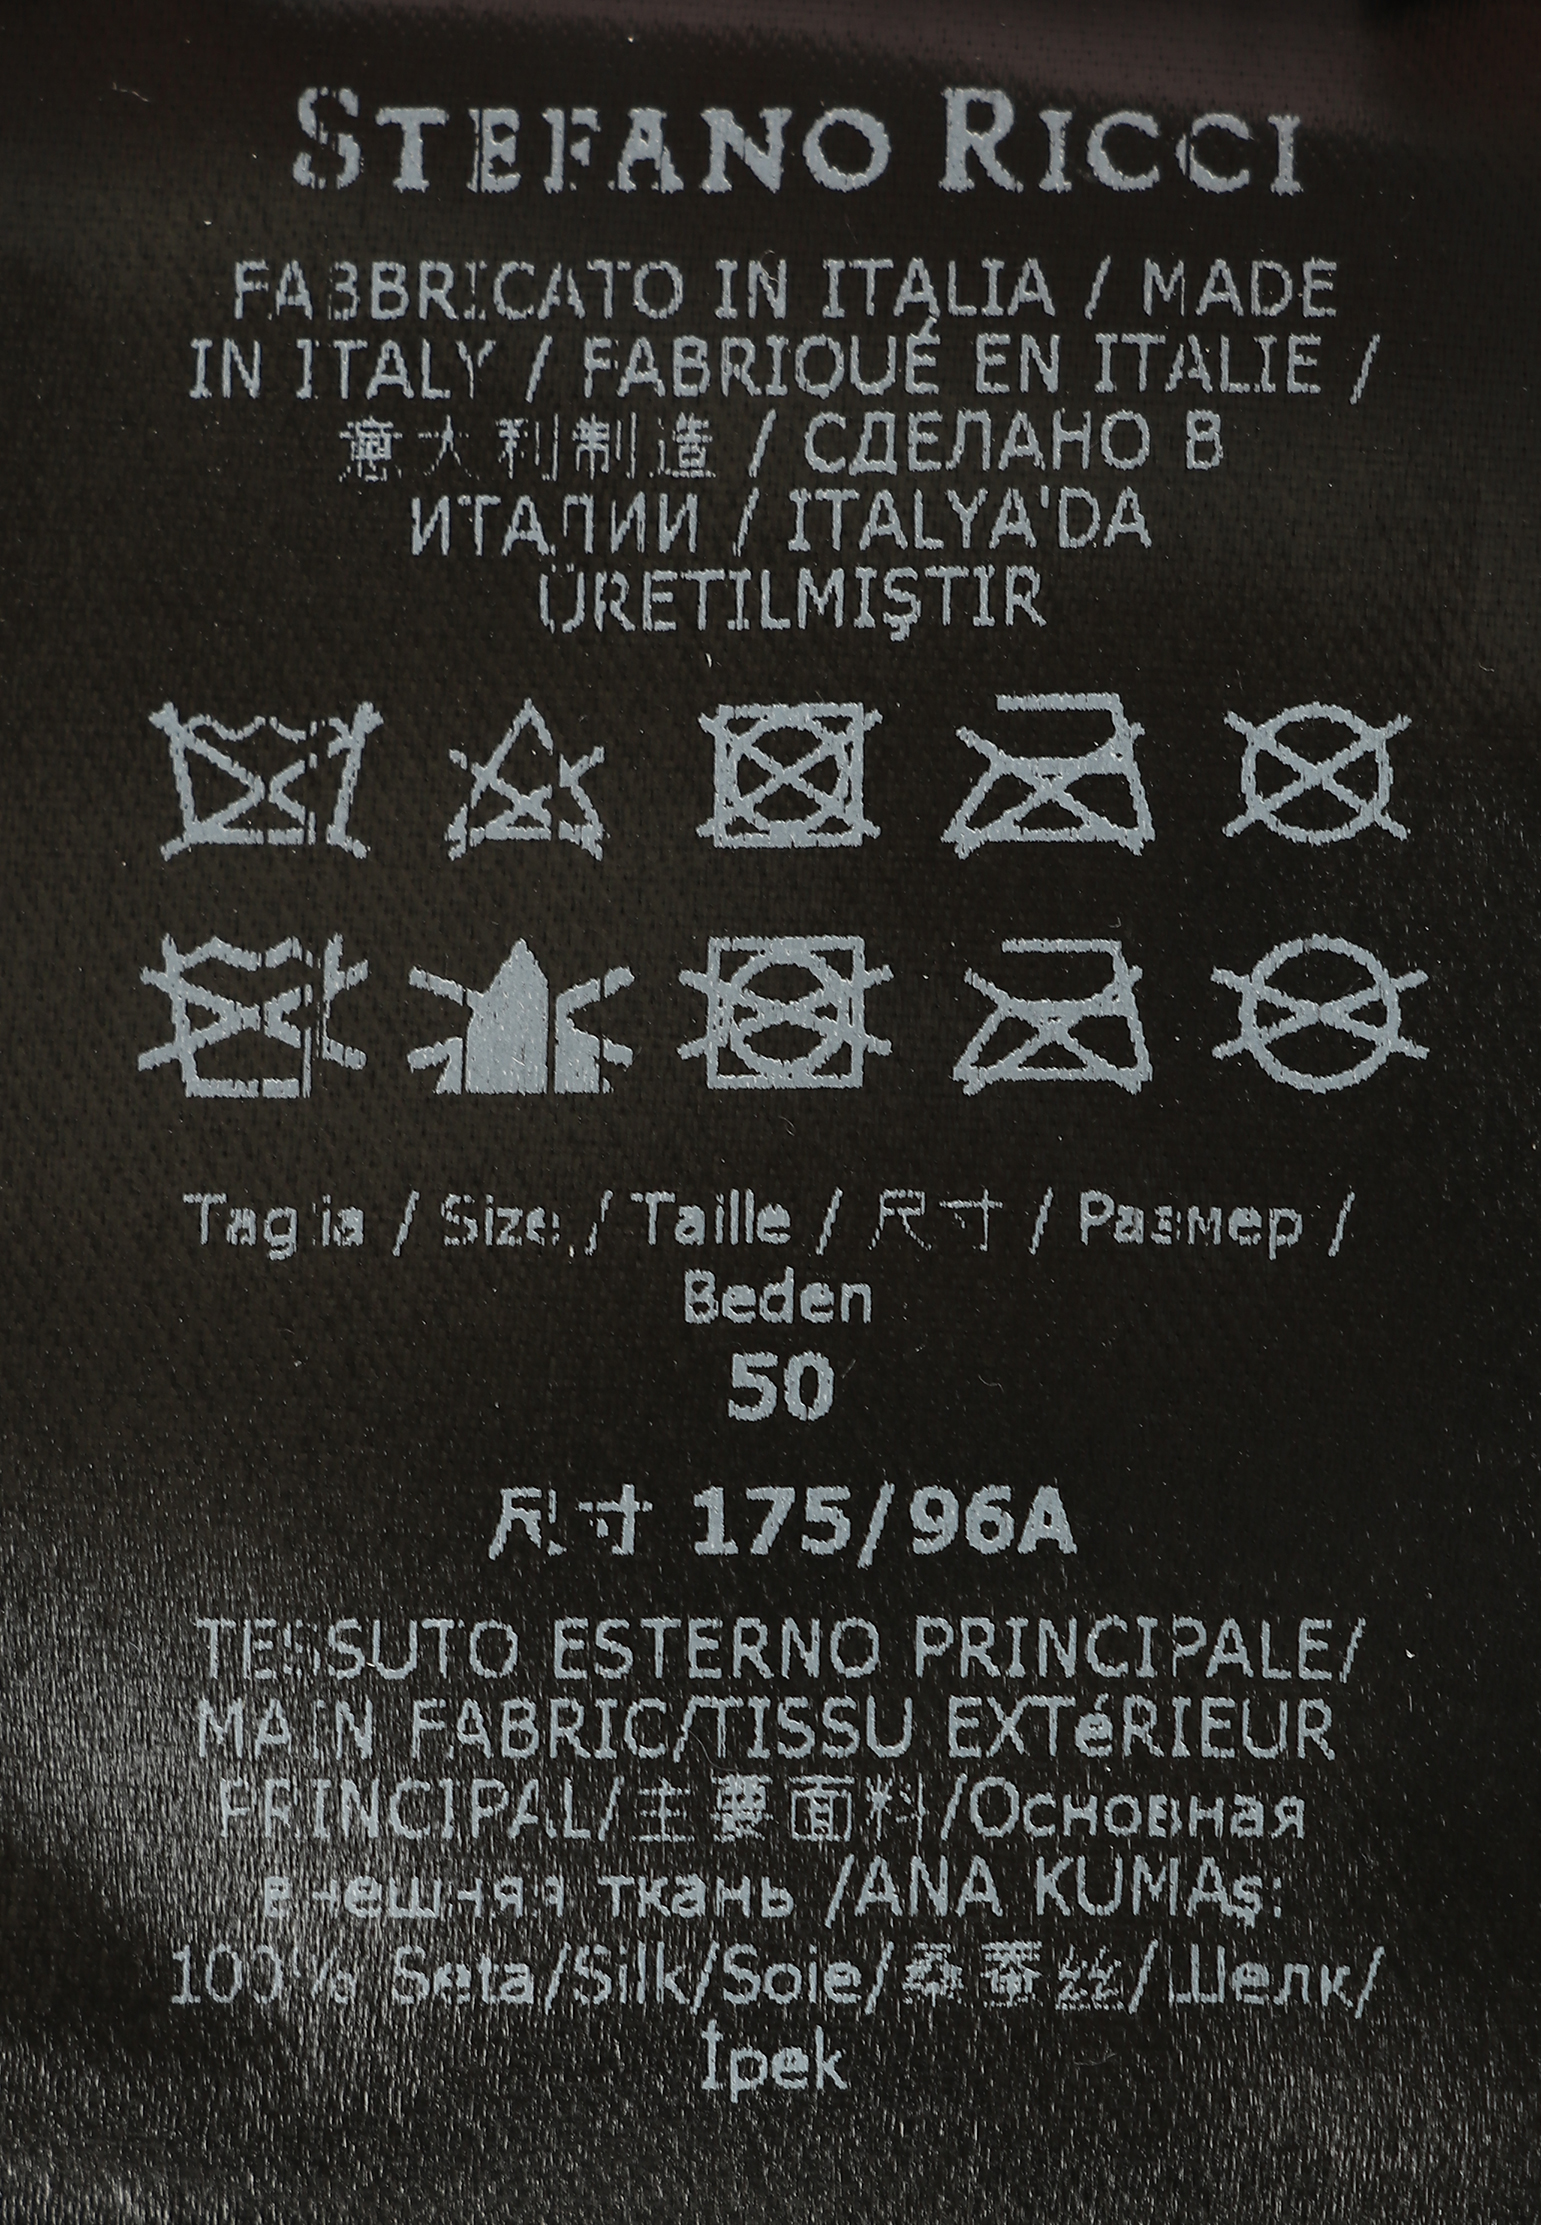 STEFANO RICCI
FABBRICATO IN ITALIA / MADE
IN ITALY / FABRIQUÉ EN ITALIE /
意大利制造 / СДЕЛАНО В
ИТАЛИИ / ITALYA'DA
ÜRETILMIŞTIR
Taglia / Size / Taille / 尺寸 / Размер /
Beden
50
尺寸 175/96A
TESSUTO ESTERNO PRINCIPALE/
MAIN FABRIC/TISSU EXTéRIEUR
PRINCIPAL/主要面料/Основная
внешняя ткань /ANA KUMAş:
100% Seta/Silk/Soie/桑蚕丝/Шелк/
İpek